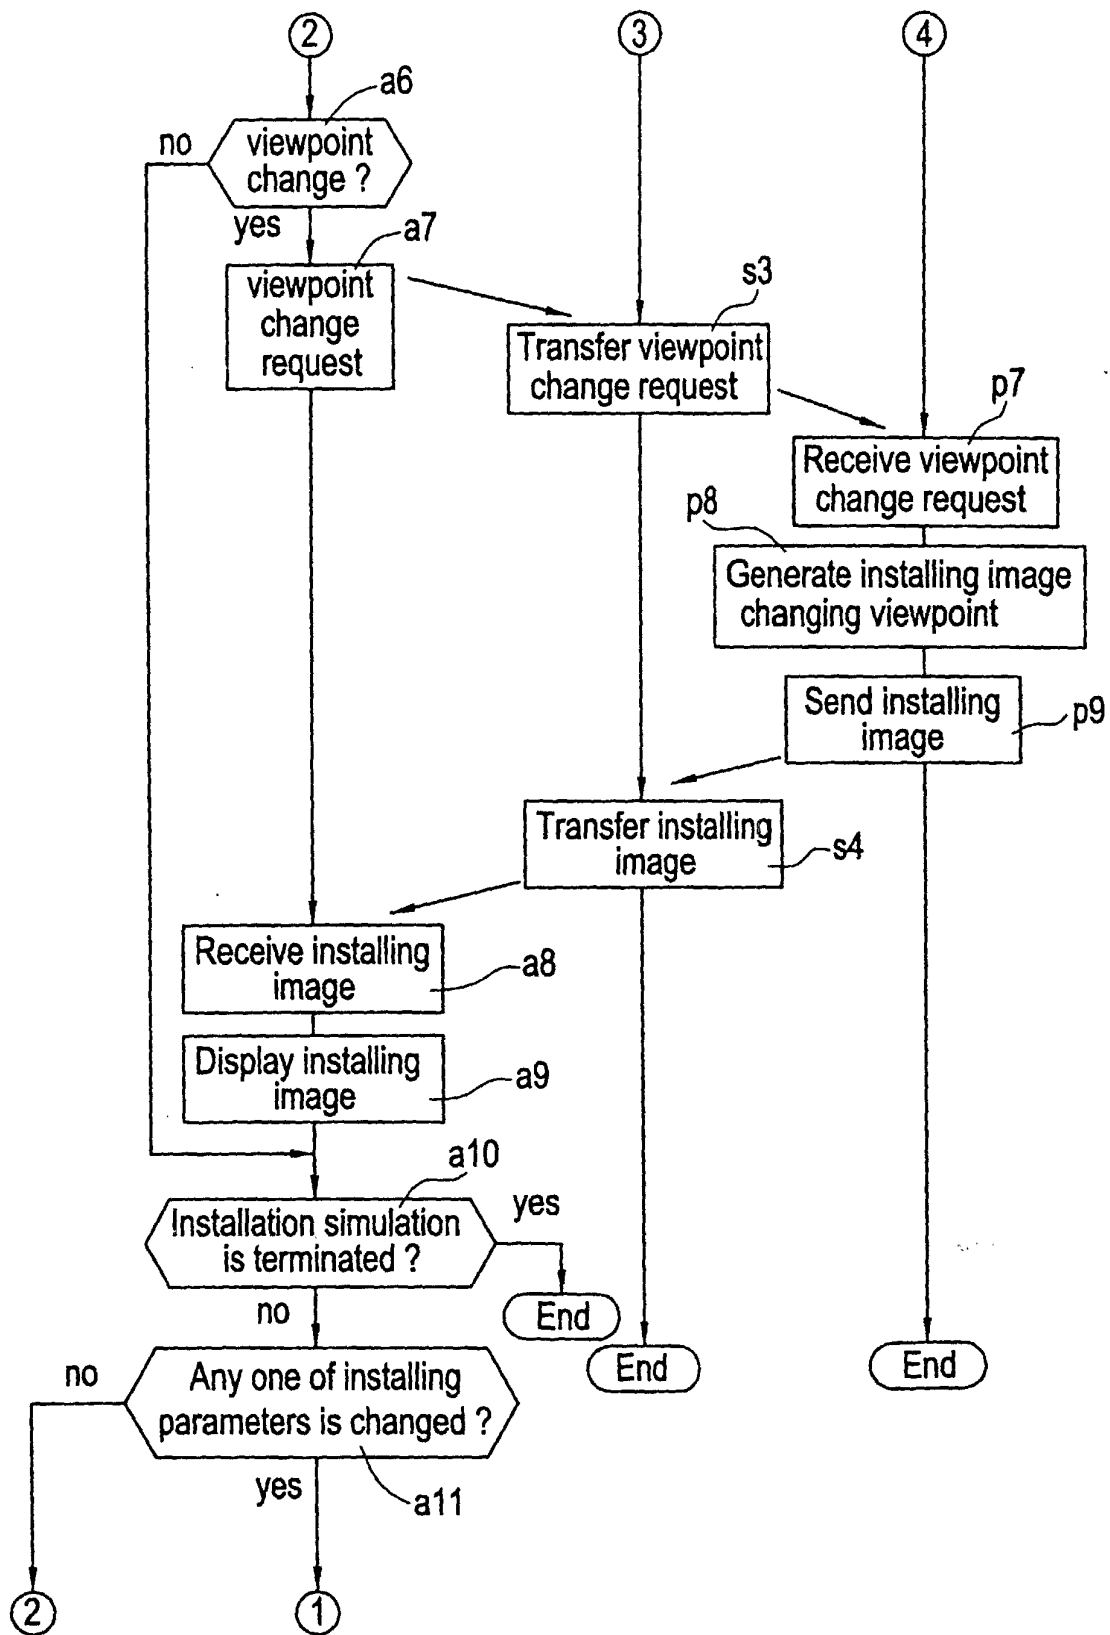 2
3
4
a6
no
viewpoint
change ?
yes
a7
viewpoint
change
request
s3
Transfer viewpoint
change request
p7
Receive viewpoint
change request
p8
Generate installing image
changing viewpoint
Send installing
image
p9
Transfer installing
image
s4
Receive installing
image
a8
Display installing
image
a9
a10
Installation simulation
is terminated ?
yes
no
End
End
End
no
Any one of installing
parameters is changed ?
yes
a11
2
1